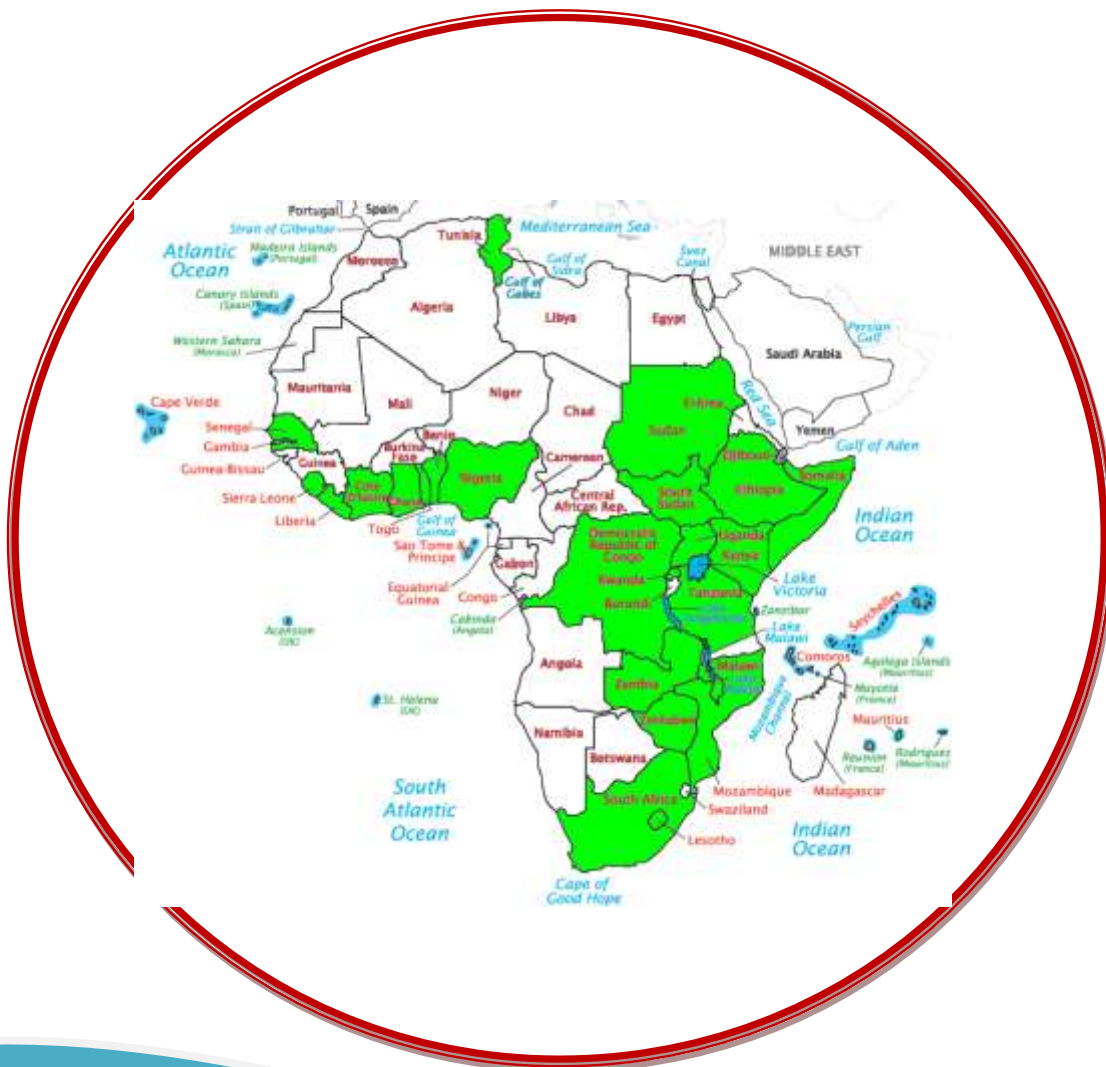 Portugal
Spain
Strait of Gibraltar
Mediterranean Sea
Tunisia
Atlantic
Ocean
Madeira Islands
(Portugal)
Morocco
Gulf of
Sidra
Suez
Canal
MIDDLE EAST
Gulf of
Gabes
Canary Islands
(Spain)
Algeria
Libya
Egypt
Persian
Gulf
Western Sahara
(Morocco)
Saudi Arabia
Mauritania
Mali
Niger
Chad
Red Sea
Cape Verde
Eritrea
Yemen
Senegal
Sudan
Gulf of Aden
Gambia
Benin
Burkina
Faso
Cameroon
Djibouti
Guinea-Bissau
Guinea
Nigeria
Somalia
Sierra Leone
Cote
D'Ivoire
Ghana
Central
African Rep.
South
Sudan
Ethiopia
Liberia
Togo
Gulf of
Guinea
Indian
Ocean
Democratic
Republic of
Congo
Uganda
Kenya
Sao Tome &
Principe
Gabon
Rwanda
Lake
Victoria
Equatorial
Guinea
Congo
Burundi
Tanzania
Seychelles
Cabinda
(Angola)
Zanzibar
Lake
Malawi
Acension
(UK)
Angola
Malawi
Comoros
Agalega Islands
(Mauritius)
Zambia
Mayotte
(France)
St. Helena
(UK)
Mozambique
Channel
Zimbabwe
Mauritius
Namibia
Botswana
Reunion
(France)
Rodrigues
(Mauritius)
South
Atlantic
Ocean
South Africa
Mozambique
Swaziland
Madagascar
Lesotho
Indian
Ocean
Cape of
Good Hope